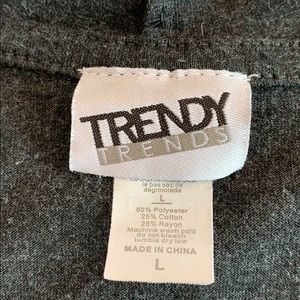 TRENDY
TRENDS
le bas sec de
dégringolade
L
50% Polyester
25% Cotton
25% Rayon
Machine wash cold
do not bleach
tumble dry low
MADE IN CHINA
L